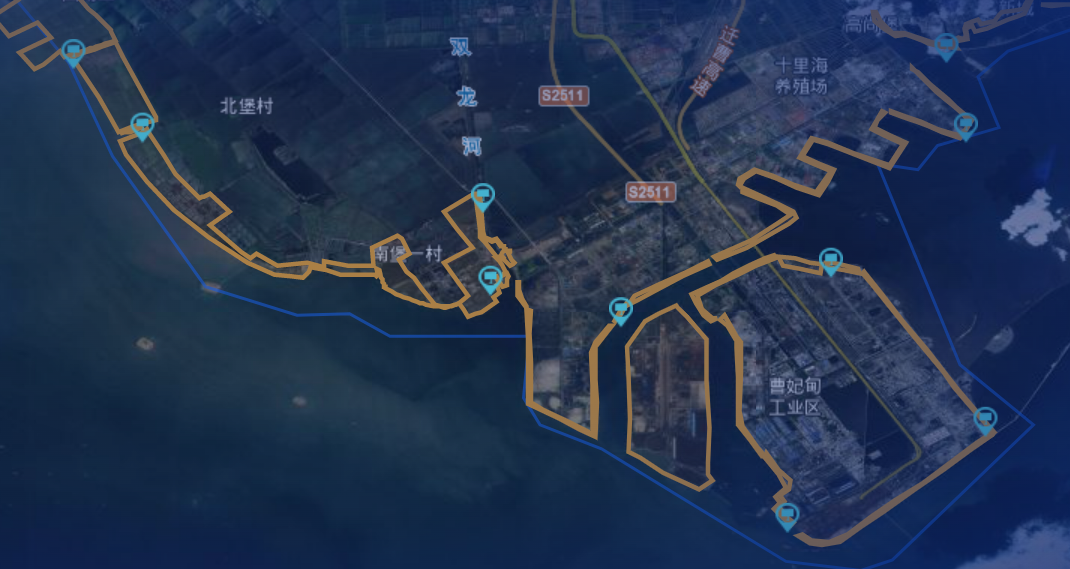 高尚堡
双
龙
河
迁曹高速
十里海
养殖场
S2511
北堡村
S2511
南堡一村
曹妃甸
工业区